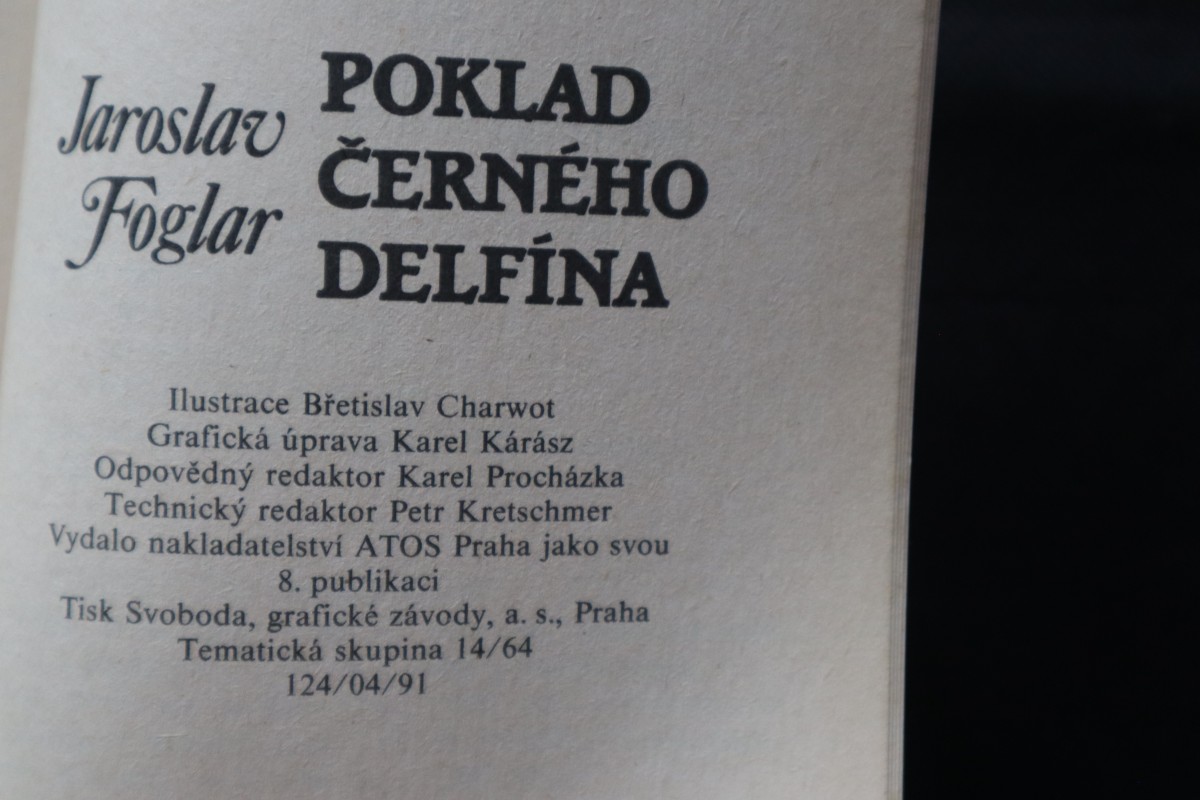 Jaroslav
Foglar
POKLAD
ČERNÉHO
DELFÍNA
Ilustrace Břetislav Charwot
Grafická úprava Karel Kárász
Odpovědný redaktor Karel Procházka
Technický redaktor Petr Kretschmer
Vydalo nakladatelství ATOS Praha jako svou
8. publikaci
Tisk Svoboda, grafické závody, a. s., Praha
Tematická skupina 14/64
124/04/91